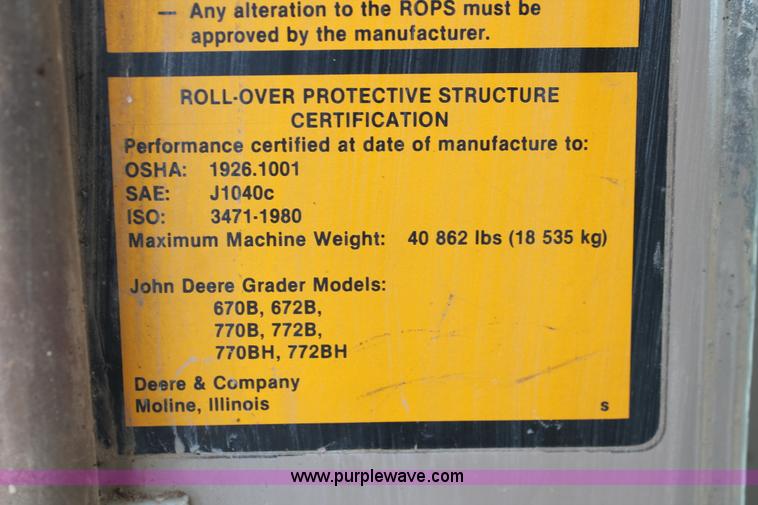 — Any alteration to the ROPS must be
approved by the manufacturer.
ROLL-OVER PROTECTIVE STRUCTURE
CERTIFICATION
Performance certified at date of manufacture to:
OSHA: 1926.1001
SAE: J1040c
ISO: 3471-1980
Maximum Machine Weight: 40 862 lbs (18 535 kg)
John Deere Grader Models:
670B, 672B,
770B, 772B,
770BH, 772BH
Deere & Company
Moline, Illinois s
www.purplewave.com